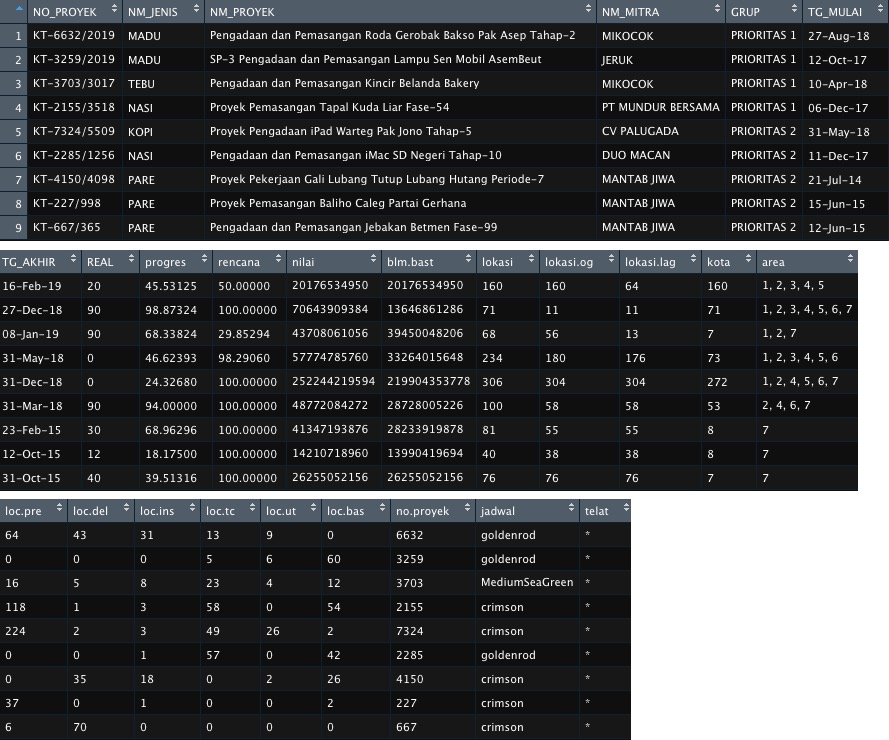 NO_PROYEK NM_JENIS NM_PROYEK NM_MITRA GRUP TG_MULAI
1 KT-6632/2019 MADU Pengadaan dan Pemasangan Roda Gerobak Bakso Pak Asep Tahap-2 MIKOCOK PRIORITAS 1 27-Aug-18
2 KT-3259/2019 MADU SP-3 Pengadaan dan Pemasangan Lampu Sen Mobil AsemBeut JERUK PRIORITAS 1 12-Oct-17
3 KT-3703/3017 TEBU Pengadaan dan Pemasangan Kincir Belanda Bakery MIKOCOK PRIORITAS 1 10-Apr-18
4 KT-2155/3518 NASI Proyek Pemasangan Tapal Kuda Liar Fase-54 PT MUNDUR BERSAMA PRIORITAS 1 06-Dec-17
5 KT-7324/5509 KOPI Proyek Pengadaan iPad Warteg Pak Jono Tahap-5 CV PALUGADA PRIORITAS 2 31-May-18
6 KT-2285/1256 NASI Pengadaan dan Pemasangan iMac SD Negeri Tahap-10 DUO MACAN PRIORITAS 2 11-Dec-17
7 KT-4150/4098 PARE Proyek Pekerjaan Gali Lubang Tutup Lubang Hutang Periode-7 MANTAB JIWA PRIORITAS 2 21-Jul-14
8 KT-227/998 PARE Proyek Pemasangan Baliho Caleg Partai Gerhana MANTAB JIWA PRIORITAS 2 15-Jun-15
9 KT-667/365 PARE Pengadaan dan Pemasangan Jebakan Betmen Fase-99 MANTAB JIWA PRIORITAS 2 12-Jun-15
TG_AKHIR REAL progres rencana nilai blm.bast lokasi lokasi.og lokasi.lag kota area
16-Feb-19 20 45.53125 50.00000 20176534950 20176534950 160 160 64 160 1, 2, 3, 4, 5
27-Dec-18 90 98.87324 100.00000 70643909384 13646861286 71 11 11 71 1, 2, 3, 4, 5, 6, 7
08-Jan-19 90 68.33824 29.85294 43708061056 39450048206 68 56 13 7 1, 2, 7
31-May-18 0 46.62393 98.29060 57774785760 33264015648 234 180 176 73 1, 2, 3, 4, 5, 6
31-Dec-18 0 24.32680 100.00000 252244219594 219904353778 306 304 304 272 1, 2, 4, 5, 6, 7
31-Mar-18 90 94.00000 100.00000 48772084272 28728005226 100 58 58 53 2, 4, 6, 7
23-Feb-15 30 68.96296 100.00000 41347193876 28233919878 81 55 55 8 7
12-Oct-15 12 18.17500 100.00000 14210718960 13990419694 40 38 38 8 7
31-Oct-15 40 39.51316 100.00000 26255052156 26255052156 76 76 76 7 7
loc.pre loc.del loc.ins loc.tc loc.ut loc.bas no.proyek jadwal telat
64 43 31 13 9 0 6632 goldenrod *
0 0 0 5 6 60 3259 goldenrod *
16 5 8 23 4 12 3703 MediumSeaGreen *
118 1 3 58 0 54 2155 crimson *
224 2 3 49 26 2 7324 crimson *
0 0 1 57 0 42 2285 goldenrod *
0 35 18 0 2 26 4150 crimson *
37 0 1 0 0 2 227 crimson *
6 70 0 0 0 0 667 crimson *